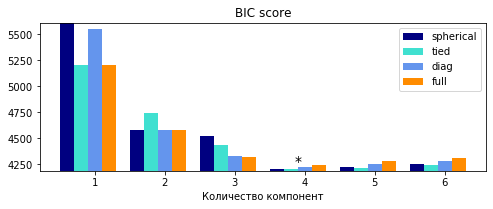 BIC score
spherical
tied
diag
full
5500
5250
5000
4750
4500
4250
*
1 2 3 4 5 6
Количество компонент